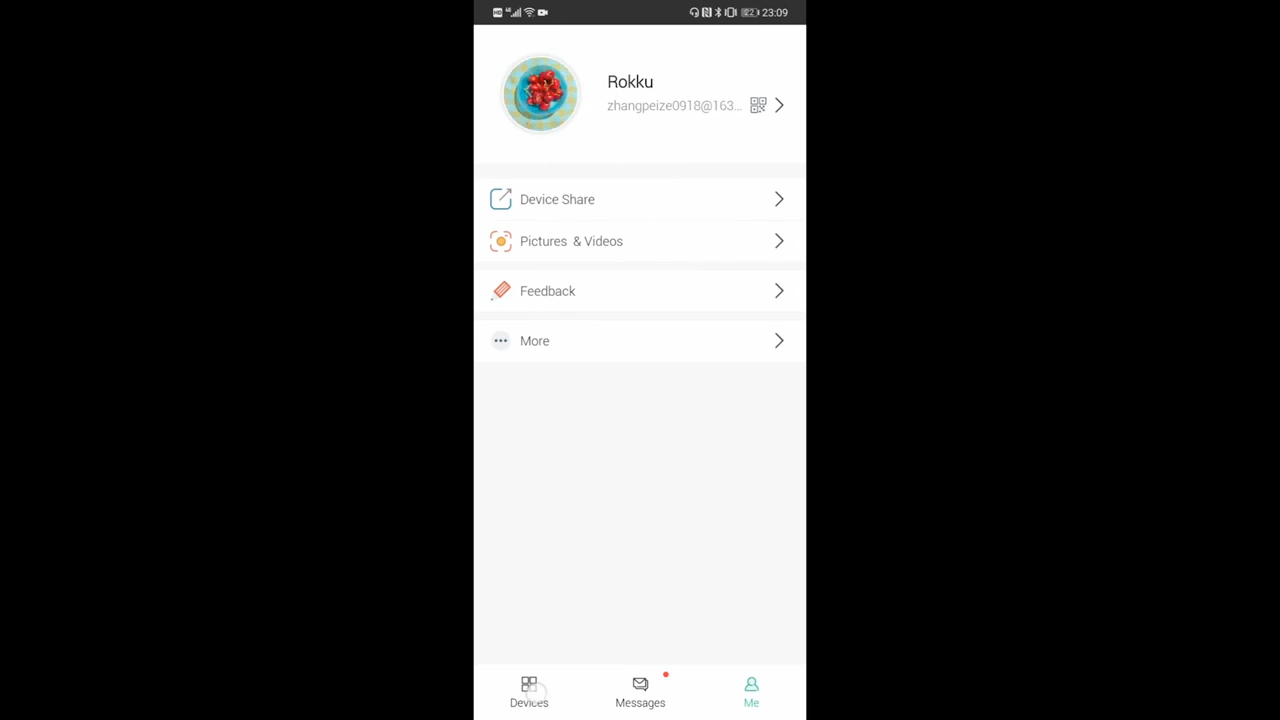 23:09
Rokku
zhangpeize0918@163...
Device Share
Pictures & Videos
Feedback
More
Devices
Messages
Me